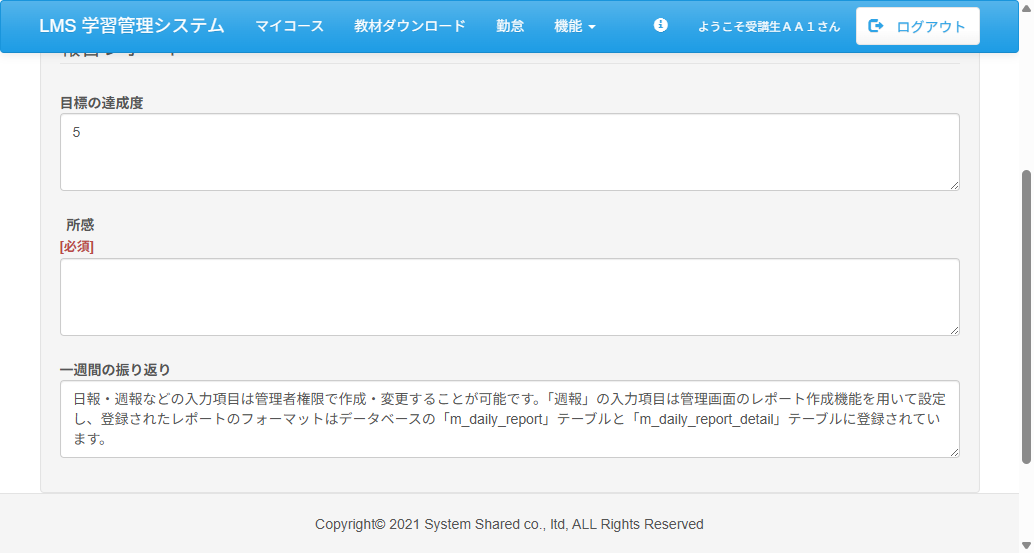 LMS 学習管理システム マイコース 教材ダウンロード 勤怠 機能 ようこそ受講生ＡＡ１さん ログアウト
目標の達成度
5
所感
[必須]
一週間の振り返り
日報・週報などの入力項目は管理者権限で作成・変更することが可能です。「週報」の入力項目は管理画面のレポート作成機能を用いて設定
し、登録されたレポートのフォーマットはデータベースの「m_daily_report」テーブルと「m_daily_report_detail」テーブルに登録されてい
ます。
Copyright© 2021 System Shared co., ltd, ALL Rights Reserved